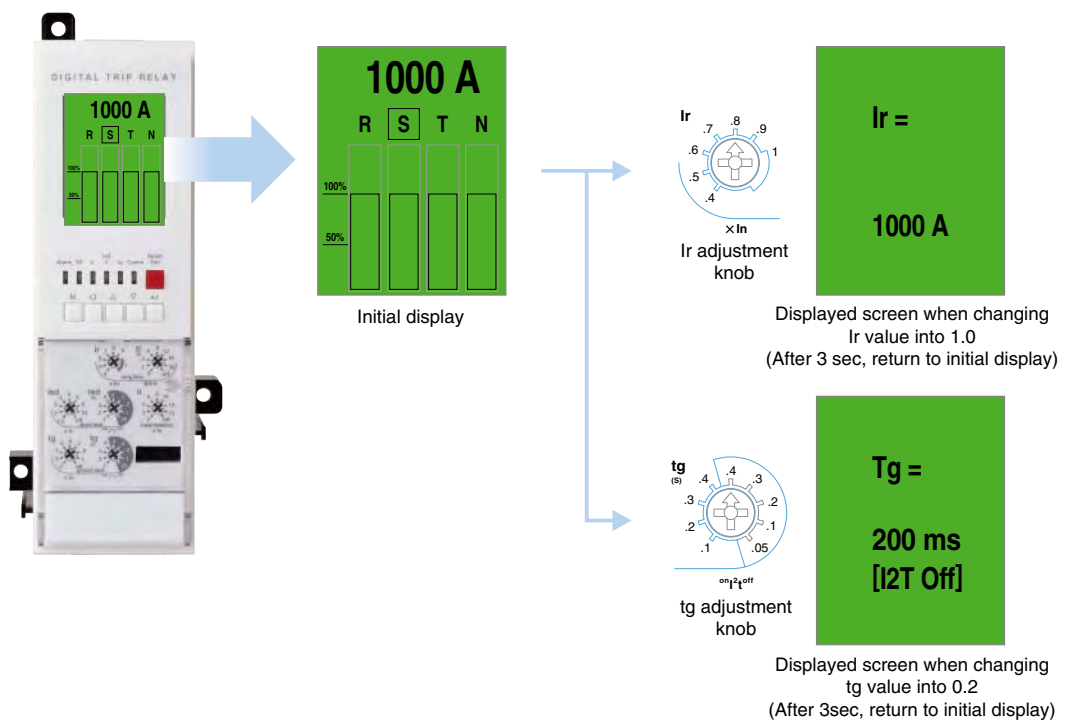 DIGITAL TRIP RELAY
1000 A
R S T N
100%
50%
1000 A
R S T N
100%
50%
Initial display
Ir
.4
.5
.6
.7
.8
.9
1
×In
Ir adjustment
knob
Ir =
1000 A
Displayed screen when changing
Ir value into 1.0
(After 3 sec, return to initial display)
tg
(S)
.1
.2
.3
.4
.4
.3
.2
.1
.05
on I²t off
tg adjustment
knob
Tg =
200 ms
[I2T Off]
Displayed screen when changing
tg value into 0.2
(After 3sec, return to initial display)